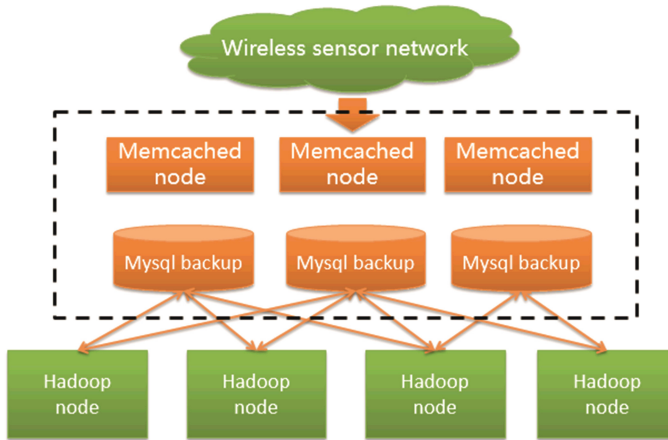 Wireless sensor network
Memcached
node
Memcached
node
Memcached
node
Mysql backup
Mysql backup
Mysql backup
Hadoop
node
Hadoop
node
Hadoop
node
Hadoop
node